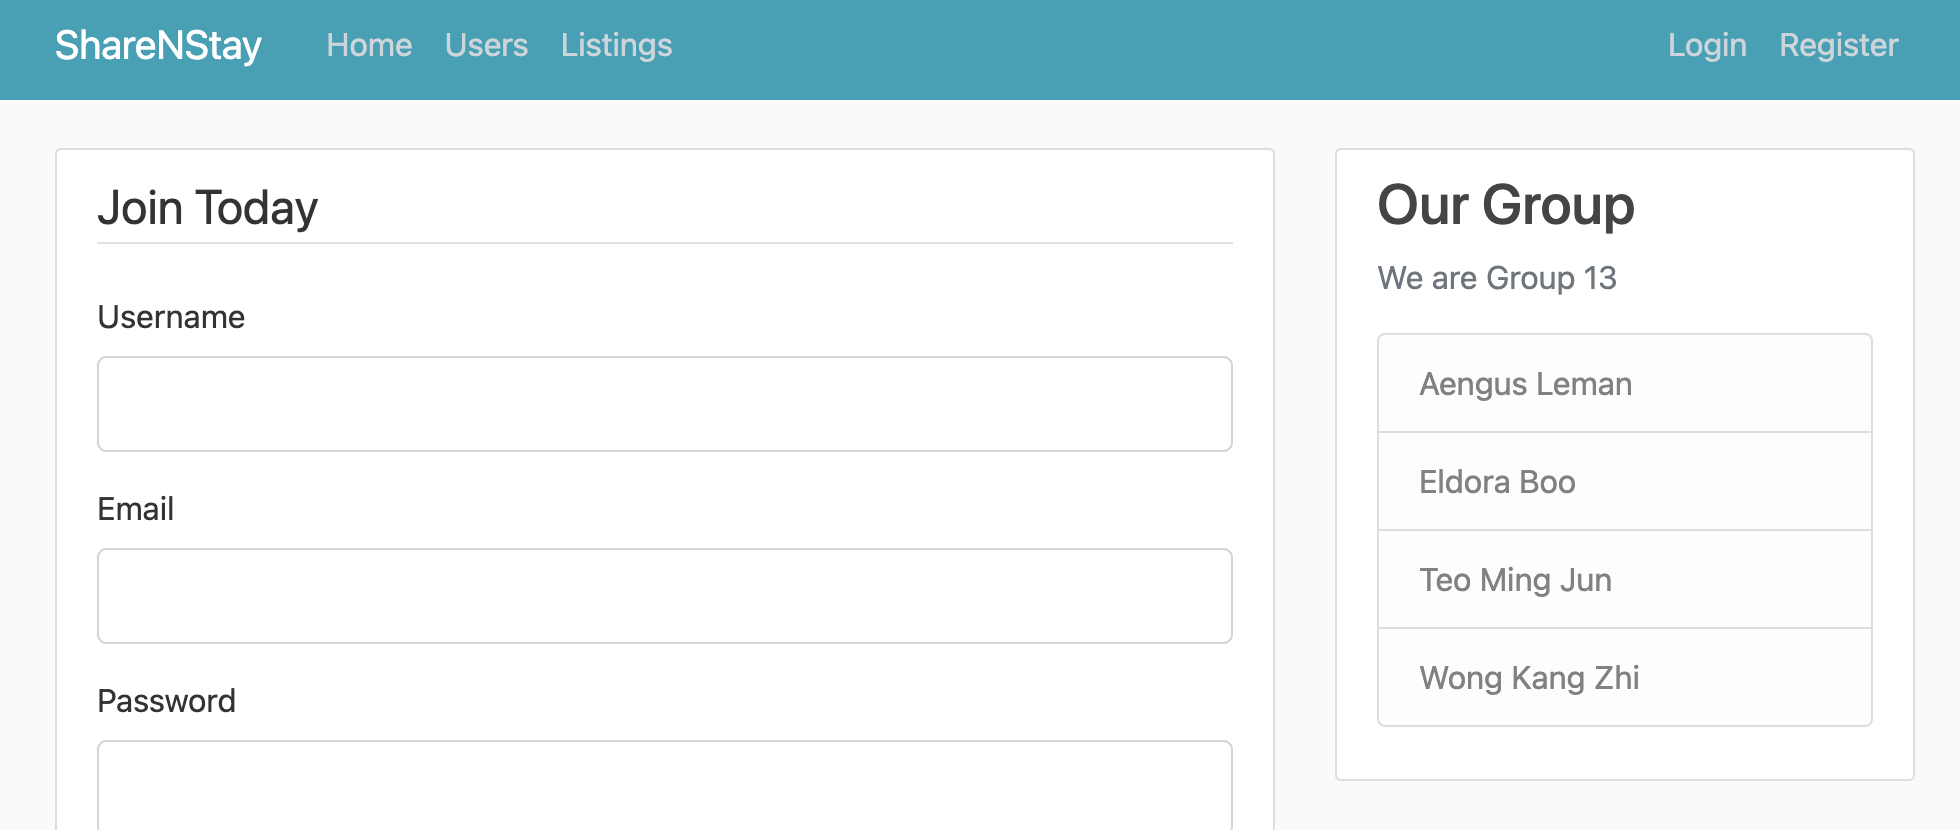 ShareNStay Home Users Listings Login Register
Join Today
Username
Email
Password
Our Group
We are Group 13
Aengus Leman
Eldora Boo
Teo Ming Jun
Wong Kang Zhi